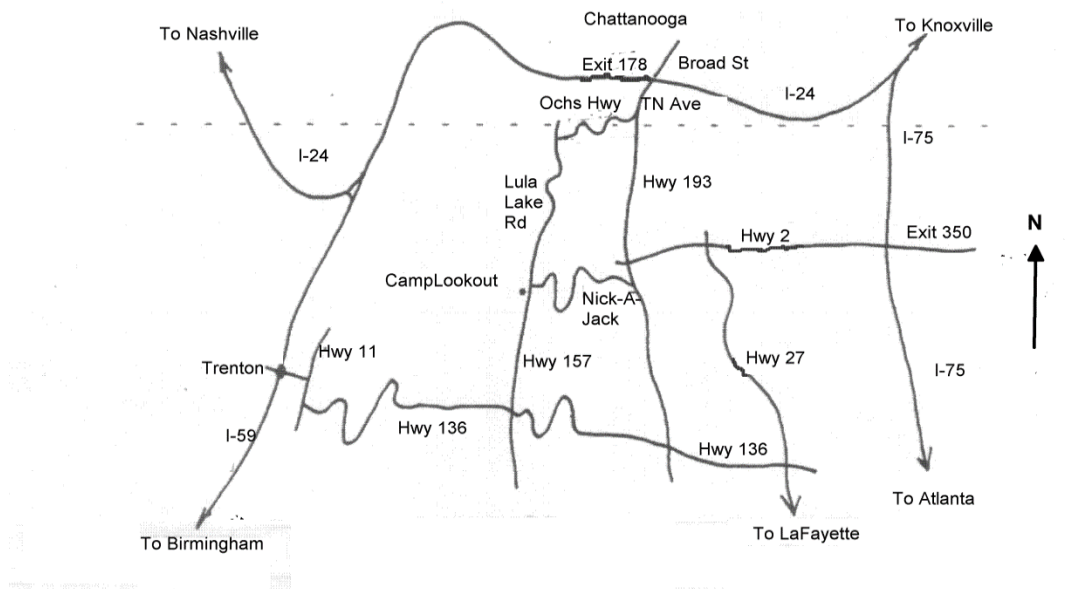 Chattanooga
To Nashville
To Knoxville
Exit 178
Broad St
I-24
Ochs Hwy
TN Ave
I-75
I-24
Lula
Lake
Rd
Hwy 193
N
Hwy 2
Exit 350
CampLookout
Nick-A-
Jack
Hwy 11
Trenton
Hwy 157
Hwy 27
I-75
Hwy 136
I-59
Hwy 136
To Atlanta
To LaFayette
To Birmingham